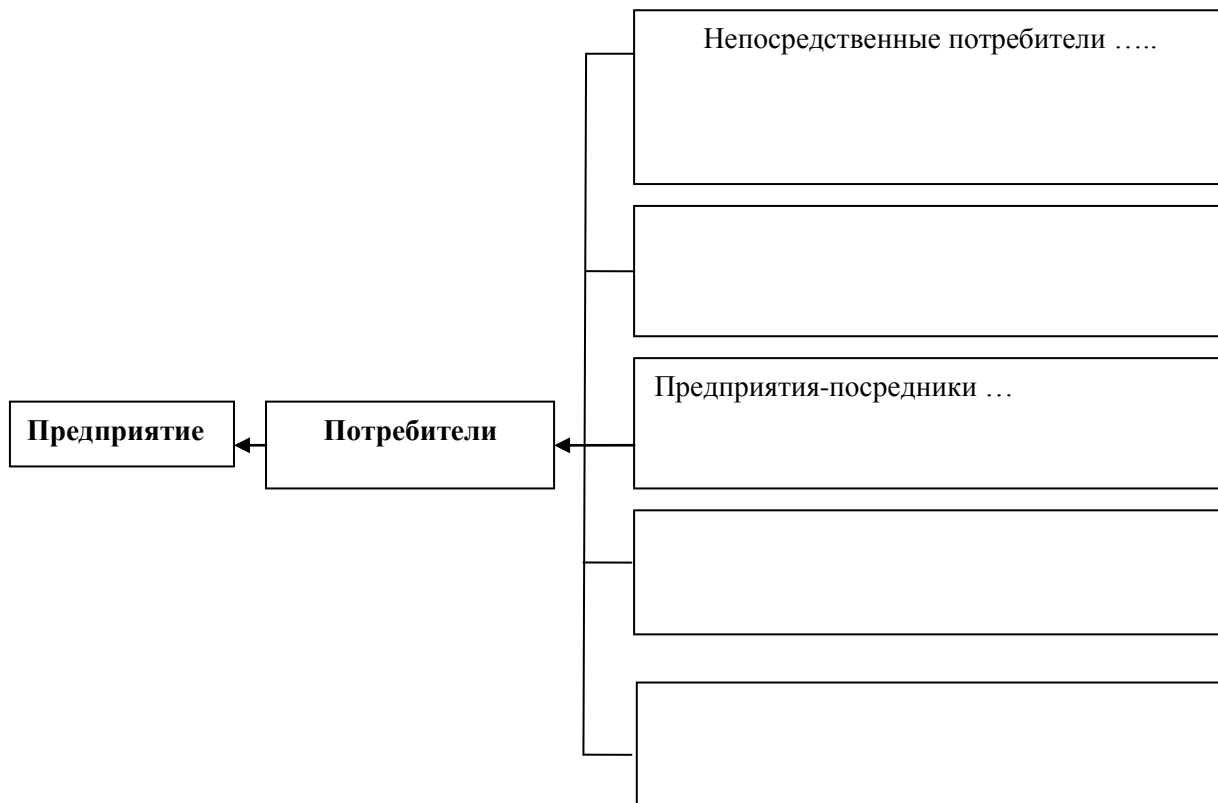 Непосредственные потребители …..
Предприятия-посредники …
Предприятие
Потребители